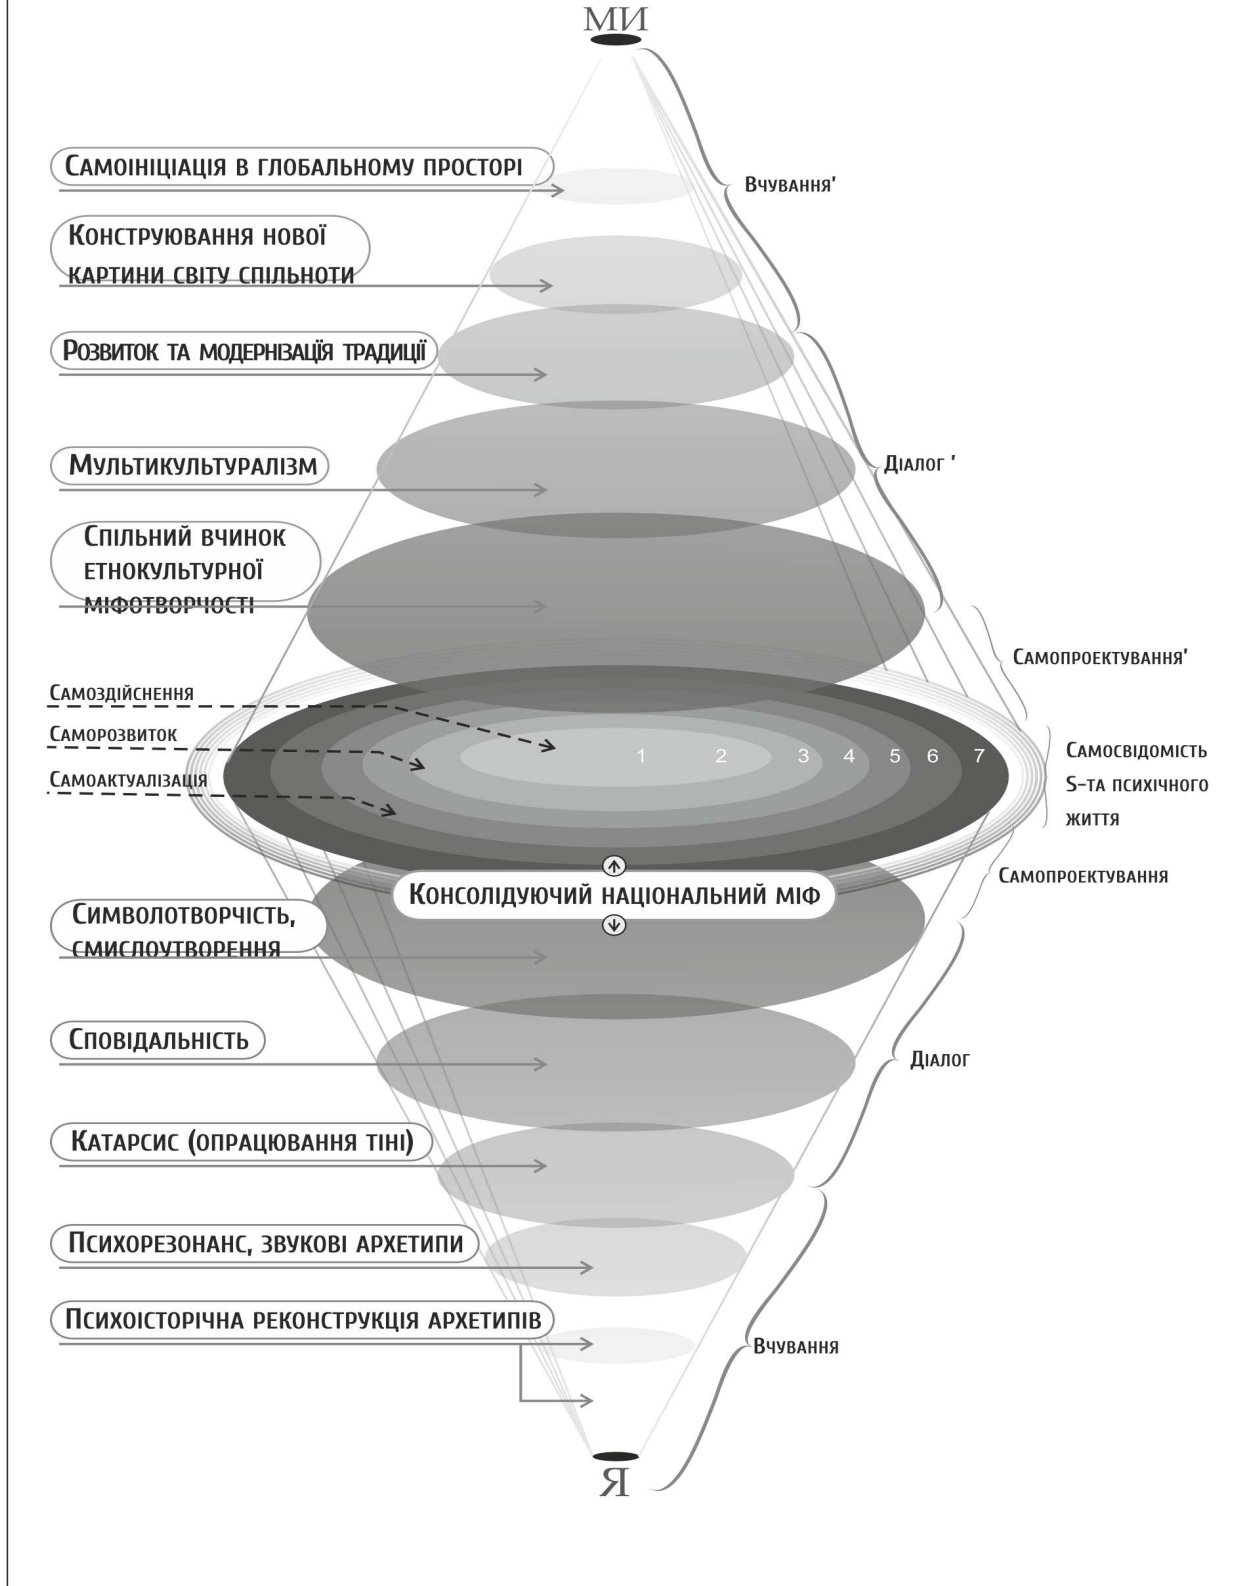 МИ
Самоініціація в глобальному просторі
Вчування'
Конструювання нової
картини світу спільноти
Розвиток та модернізація традиції
Мультикультуралізм
Діалог '
Спільний вчинок
етнокультурної
міфотворчості
Самопроектування'
Самоздійснення
Саморозвиток
Самоактуалізація
1 2 3 4 5 6 7
Самосвідомість
S-та психічного
життя
Самопроектування
Консолідуючий національний міф
Символотворчість,
смислоутворення
Сповідальність
Діалог
Катарсис (опрацювання тіні)
Психорезонанс, звукові архетипи
Психоісторічна реконструкція архетипів
Вчування
Я